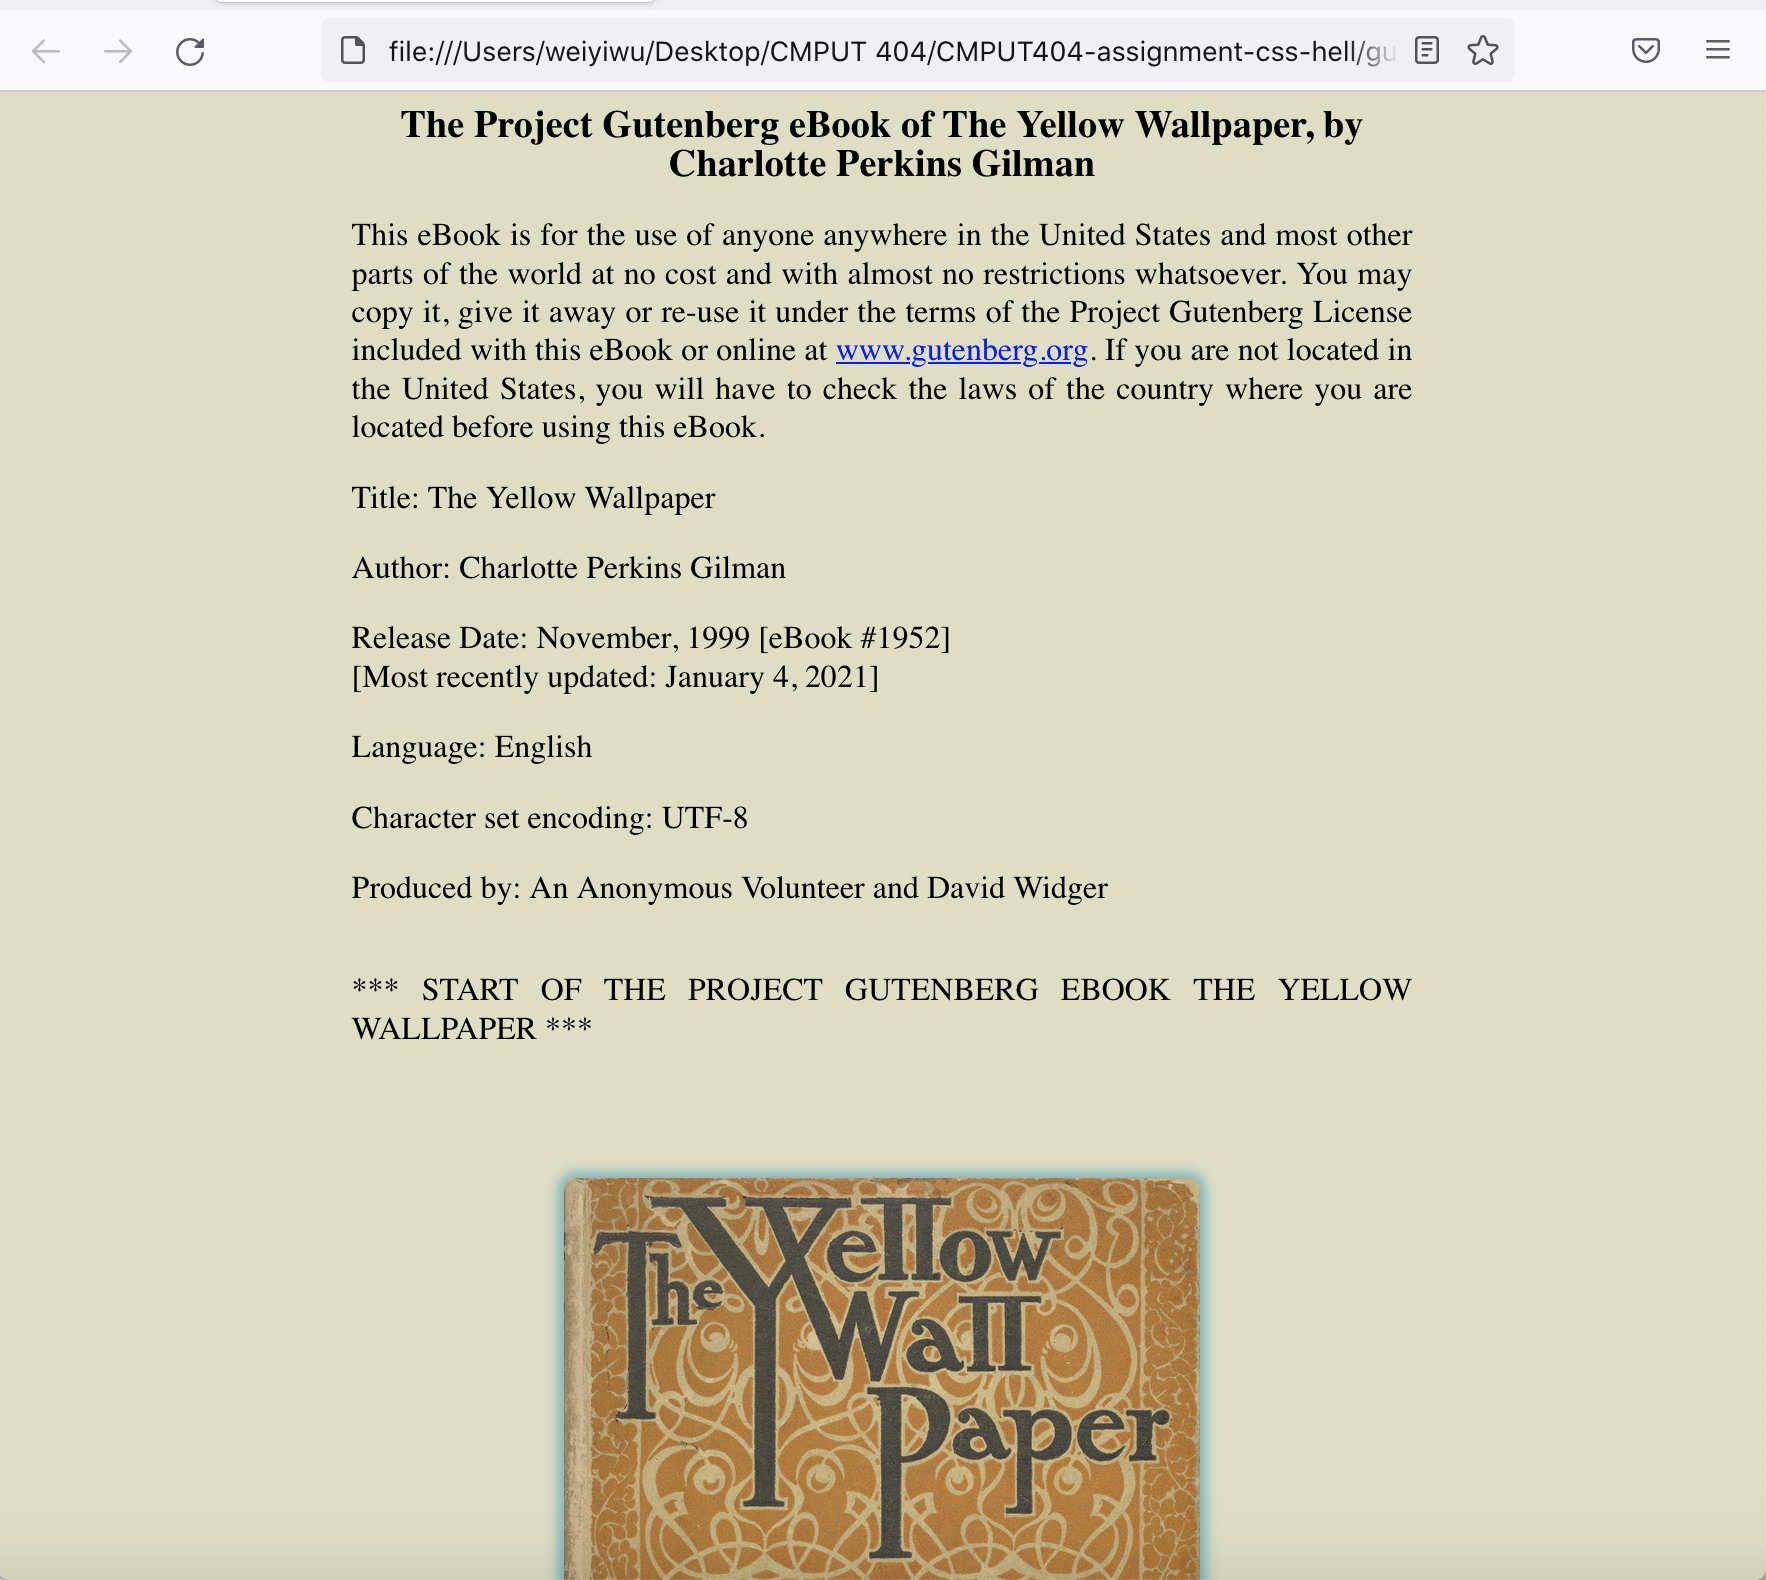 file:///Users/weiyiwu/Desktop/CMPUT 404/CMPUT404-assignment-css-hell/gu
The Project Gutenberg eBook of The Yellow Wallpaper, by
Charlotte Perkins Gilman
This eBook is for the use of anyone anywhere in the United States and most other
parts of the world at no cost and with almost no restrictions whatsoever. You may
copy it, give it away or re-use it under the terms of the Project Gutenberg License
included with this eBook or online at www.gutenberg.org. If you are not located in
the United States, you will have to check the laws of the country where you are
located before using this eBook.
Title: The Yellow Wallpaper
Author: Charlotte Perkins Gilman
Release Date: November, 1999 [eBook #1952]
[Most recently updated: January 4, 2021]
Language: English
Character set encoding: UTF-8
Produced by: An Anonymous Volunteer and David Widger
*** START OF THE PROJECT GUTENBERG EBOOK THE YELLOW
WALLPAPER ***
The Yellow
Wall
Paper